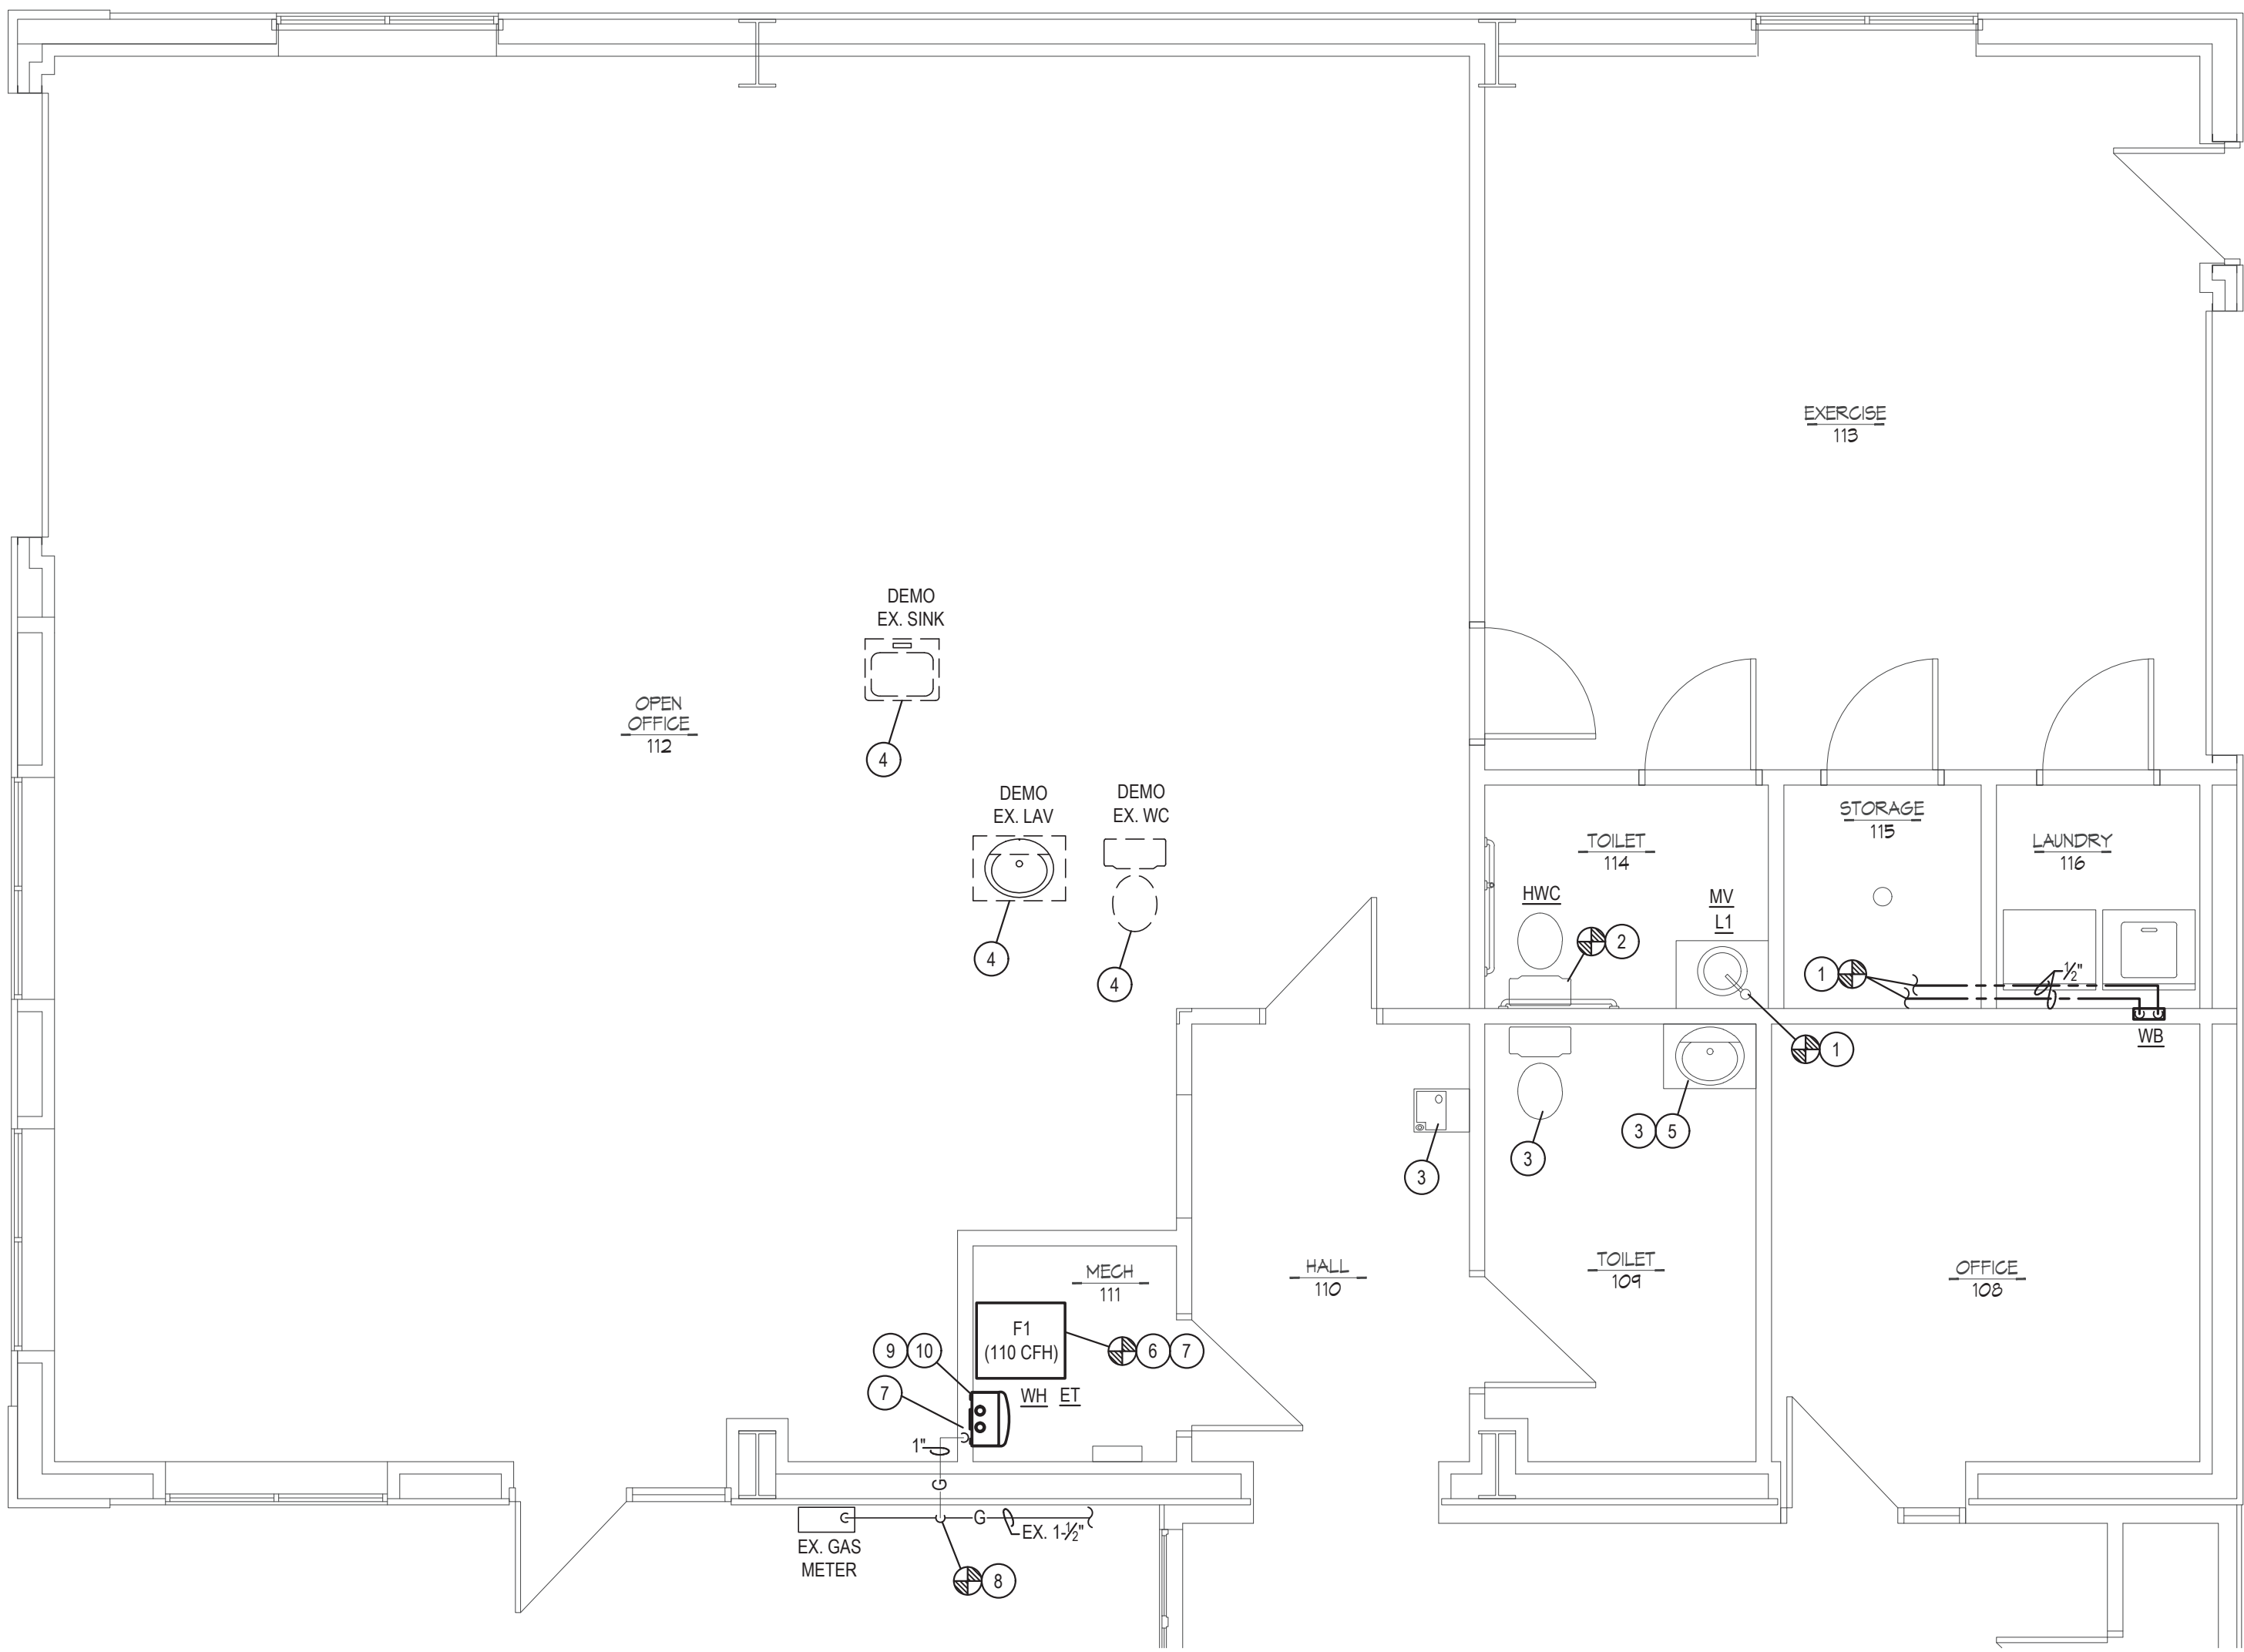 EXERCISE
113
DEMO
EX. SINK
4
OPEN
OFFICE
112
DEMO
EX. LAV
4
DEMO
EX. WC
4
TOILET
114
HWC
2
MV
L1
1
STORAGE
115
LAUNDRY
116
1
½"
WB
3
3
3
5
MECH
111
HALL
110
TOILET
109
OFFICE
108
F1
(110 CFH)
6
7
9
10
7
WH
ET
1"
G
G
EX. 1-½"
EX. GAS
METER
8